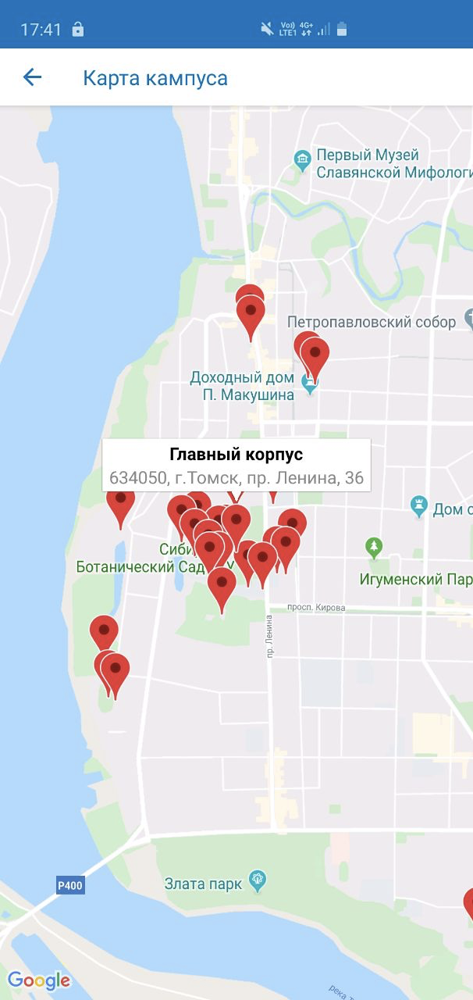 17:41
Vo)) 4G+
LTE1
Карта кампуса
Первый Музей
Славянской Мифологи
Петропавловский собор
Доходный дом
П. Макушина
Главный корпус
634050, г.Томск, пр. Ленина, 36
Дом с
Сиби
Ботанический Сад
У
Игуменский Пар
просп. Кирова
пр. Ленина
Злата парк
P400
Google
река Т